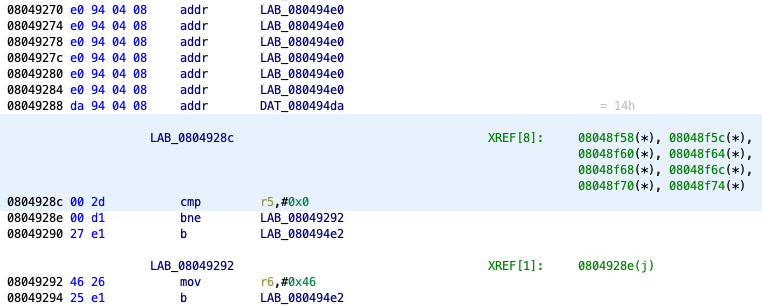 08049270 e0 94 04 08 addr LAB_080494e0
08049274 e0 94 04 08 addr LAB_080494e0
08049278 e0 94 04 08 addr LAB_080494e0
0804927c e0 94 04 08 addr LAB_080494e0
08049280 e0 94 04 08 addr LAB_080494e0
08049284 e0 94 04 08 addr LAB_080494e0
08049288 da 94 04 08 addr DAT_080494da = 14h
LAB_0804928c XREF[8]: 08048f58(*), 08048f5c(*),
08048f60(*), 08048f64(*),
08048f68(*), 08048f6c(*),
08048f70(*), 08048f74(*)
0804928c 00 2d cmp r5,#0x0
0804928e 00 d1 bne LAB_08049292
08049290 27 e1 b LAB_080494e2
LAB_08049292 XREF[1]: 0804928e(j)
08049292 46 26 mov r6,#0x46
08049294 25 e1 b LAB_080494e2